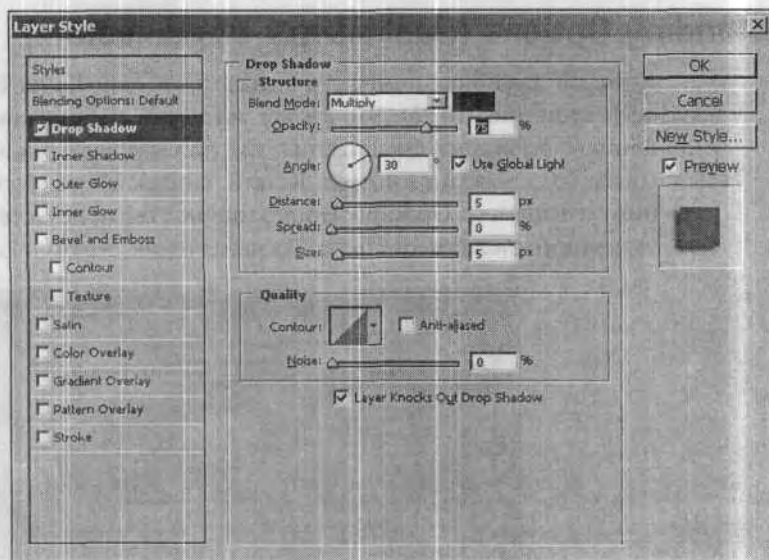 Layer Style
Styles
Blending Options: Default
Drop Shadow
Inner Shadow
Outer Glow
Inner Glow
Bevel and Emboss
Contour
Texture
Satin
Color Overlay
Gradient Overlay
Pattern Overlay
Stroke
Drop Shadow
Structure
Blend Mode: Multiply
Opacity: 75 %
Angle: 30 ° Use Global Light
Distance: 5 px
Spread: 0 %
Size: 5 px
Quality
Contour: Anti-aliased
Noise: 0 %
Layer Knocks Out Drop Shadow
OK
Cancel
New Style...
Preview